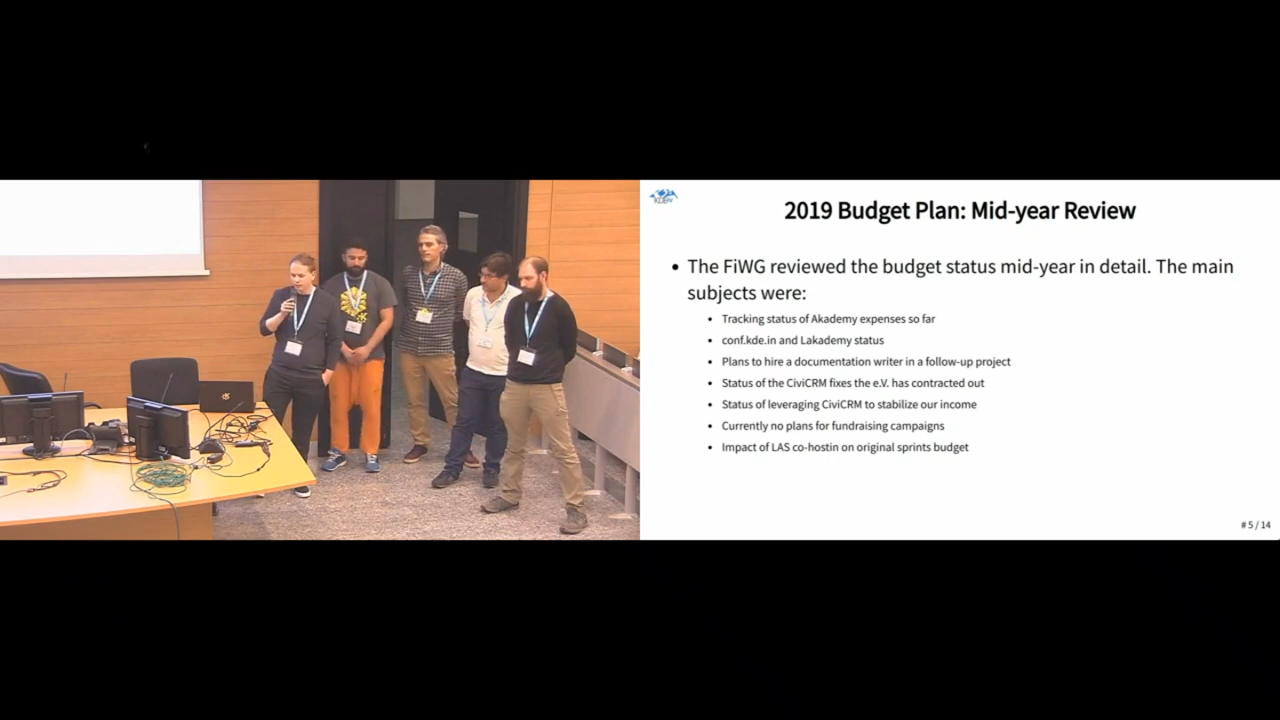 KDE e.V.
2019 Budget Plan: Mid-year Review
• The FiWG reviewed the budget status mid-year in detail. The main
subjects were:
• Tracking status of Akademy expenses so far
• conf.kde.in and Lakademy status
• Plans to hire a documentation writer in a follow-up project
• Status of the CiviCRM fixes the e.V. has contracted out
• Status of leveraging CiviCRM to stabilize our income
• Currently no plans for fundraising campaigns
• Impact of LAS co-hostin on original sprints budget
# 5 / 14